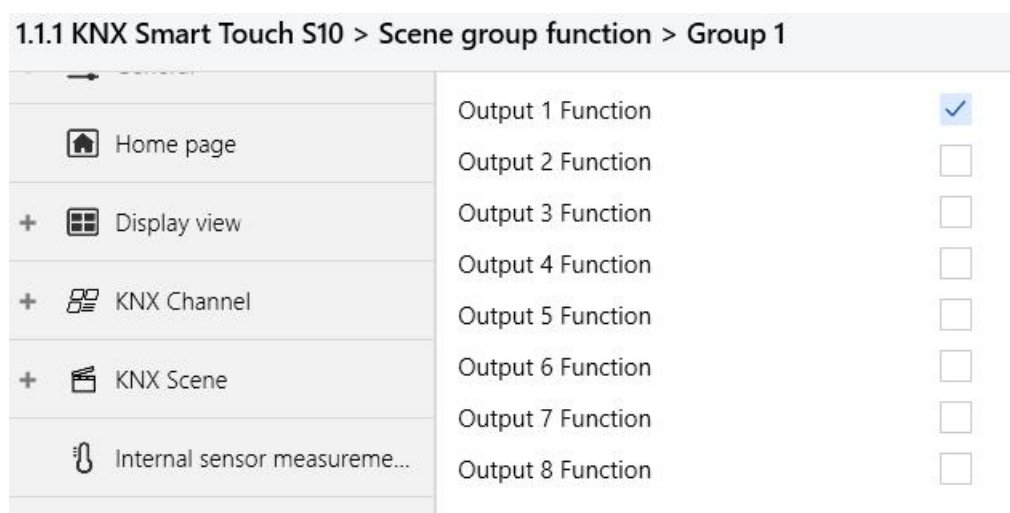 1.1.1 KNX Smart Touch S10 > Scene group function > Group 1
Home page
+ Display view
+ KNX Channel
+ KNX Scene
Internal sensor measureme...
Output 1 Function
Output 2 Function
Output 3 Function
Output 4 Function
Output 5 Function
Output 6 Function
Output 7 Function
Output 8 Function